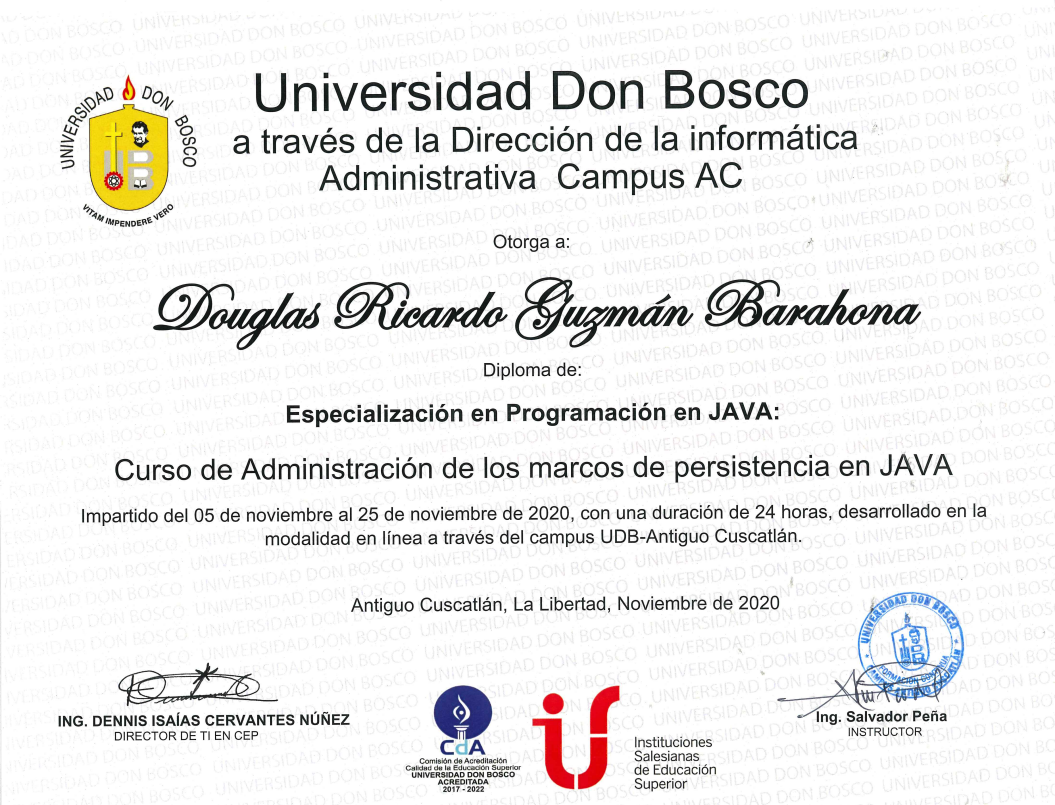 UNIVERSIDAD DON BOSCO
VITAM IMPENDERE VERO
Universidad Don Bosco
a través de la Dirección de la informática
Administrativa Campus AC
Otorga a:
Douglas Ricardo Guzmán Barahona
Diploma de:
Especialización en Programación en JAVA:
Curso de Administración de los marcos de persistencia en JAVA
Impartido del 05 de noviembre al 25 de noviembre de 2020, con una duración de 24 horas, desarrollado en la
modalidad en línea a través del campus UDB-Antiguo Cuscatlán.
Antiguo Cuscatlán, La Libertad, Noviembre de 2020
UNIVERSIDAD DON BOSCO
FORMACIÓN CONTINUA
CAMPUS ANTIGUO CUSCATLÁN
ING. DENNIS ISAÍAS CERVANTES NÚÑEZ
DIRECTOR DE TI EN CEP
CdA
Comisión de Acreditación
Calidad de la Educación Superior
UNIVERSIDAD DON BOSCO
ACREDITADA
2017 - 2022
Instituciones
Salesianas
de Educación
Superior
Ing. Salvador Peña
INSTRUCTOR